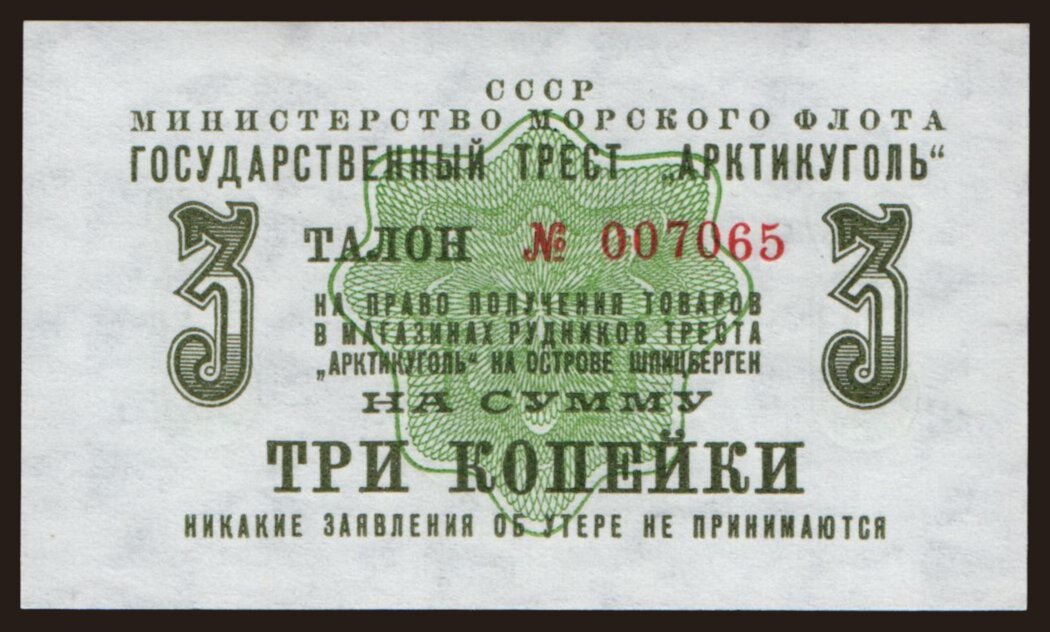 СССР
МИНИСТЕРСТВО МОРСКОГО ФЛОТА
ГОСУДАРСТВЕННЫЙ ТРЕСТ „АРКТИКУГОЛЬ“
3 ТАЛОН № 007065 3
НА ПРАВО ПОЛУЧЕНИЯ ТОВАРОВ
В МАГАЗИНАХ РУДНИКОВ ТРЕСТА
„АРКТИКУГОЛЬ“ НА ОСТРОВЕ ШПИЦБЕРГЕН
НА СУММУ
ТРИ КОПЕЙКИ
НИКАКИЕ ЗАЯВЛЕНИЯ ОБ УТЕРЕ НЕ ПРИНИМАЮТСЯ